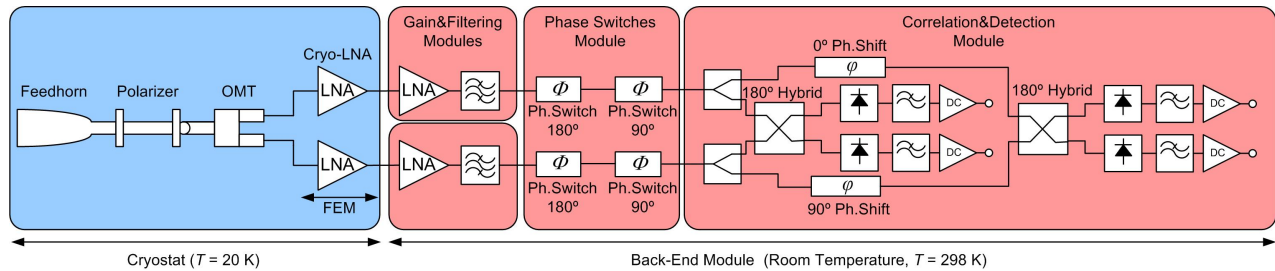 Gain&Filtering
Modules
Phase Switches
Module
Correlation&Detection
Module
Cryo-LNA
0º Ph.Shift
φ
Feedhorn
Polarizer
OMT
LNA
LNA
Φ
Φ
180º Hybrid
180º Hybrid
DC
DC
Ph.Switch
180º
Ph.Switch
90º
DC
DC
LNA
LNA
Φ
Φ
φ
FEM
Ph.Switch
180º
Ph.Switch
90º
90º Ph.Shift
Cryostat (T = 20 K)
Back-End Module (Room Temperature, T = 298 K)